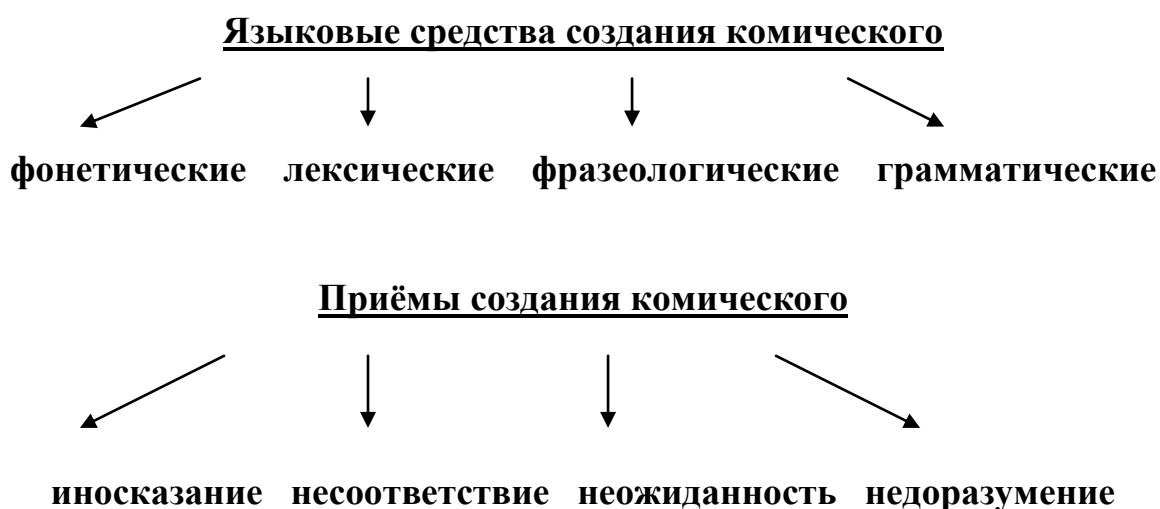 Языковые средства создания комического
фонетические лексические фразеологические грамматические
Приёмы создания комического
иносказание несоответствие неожиданность недоразумение